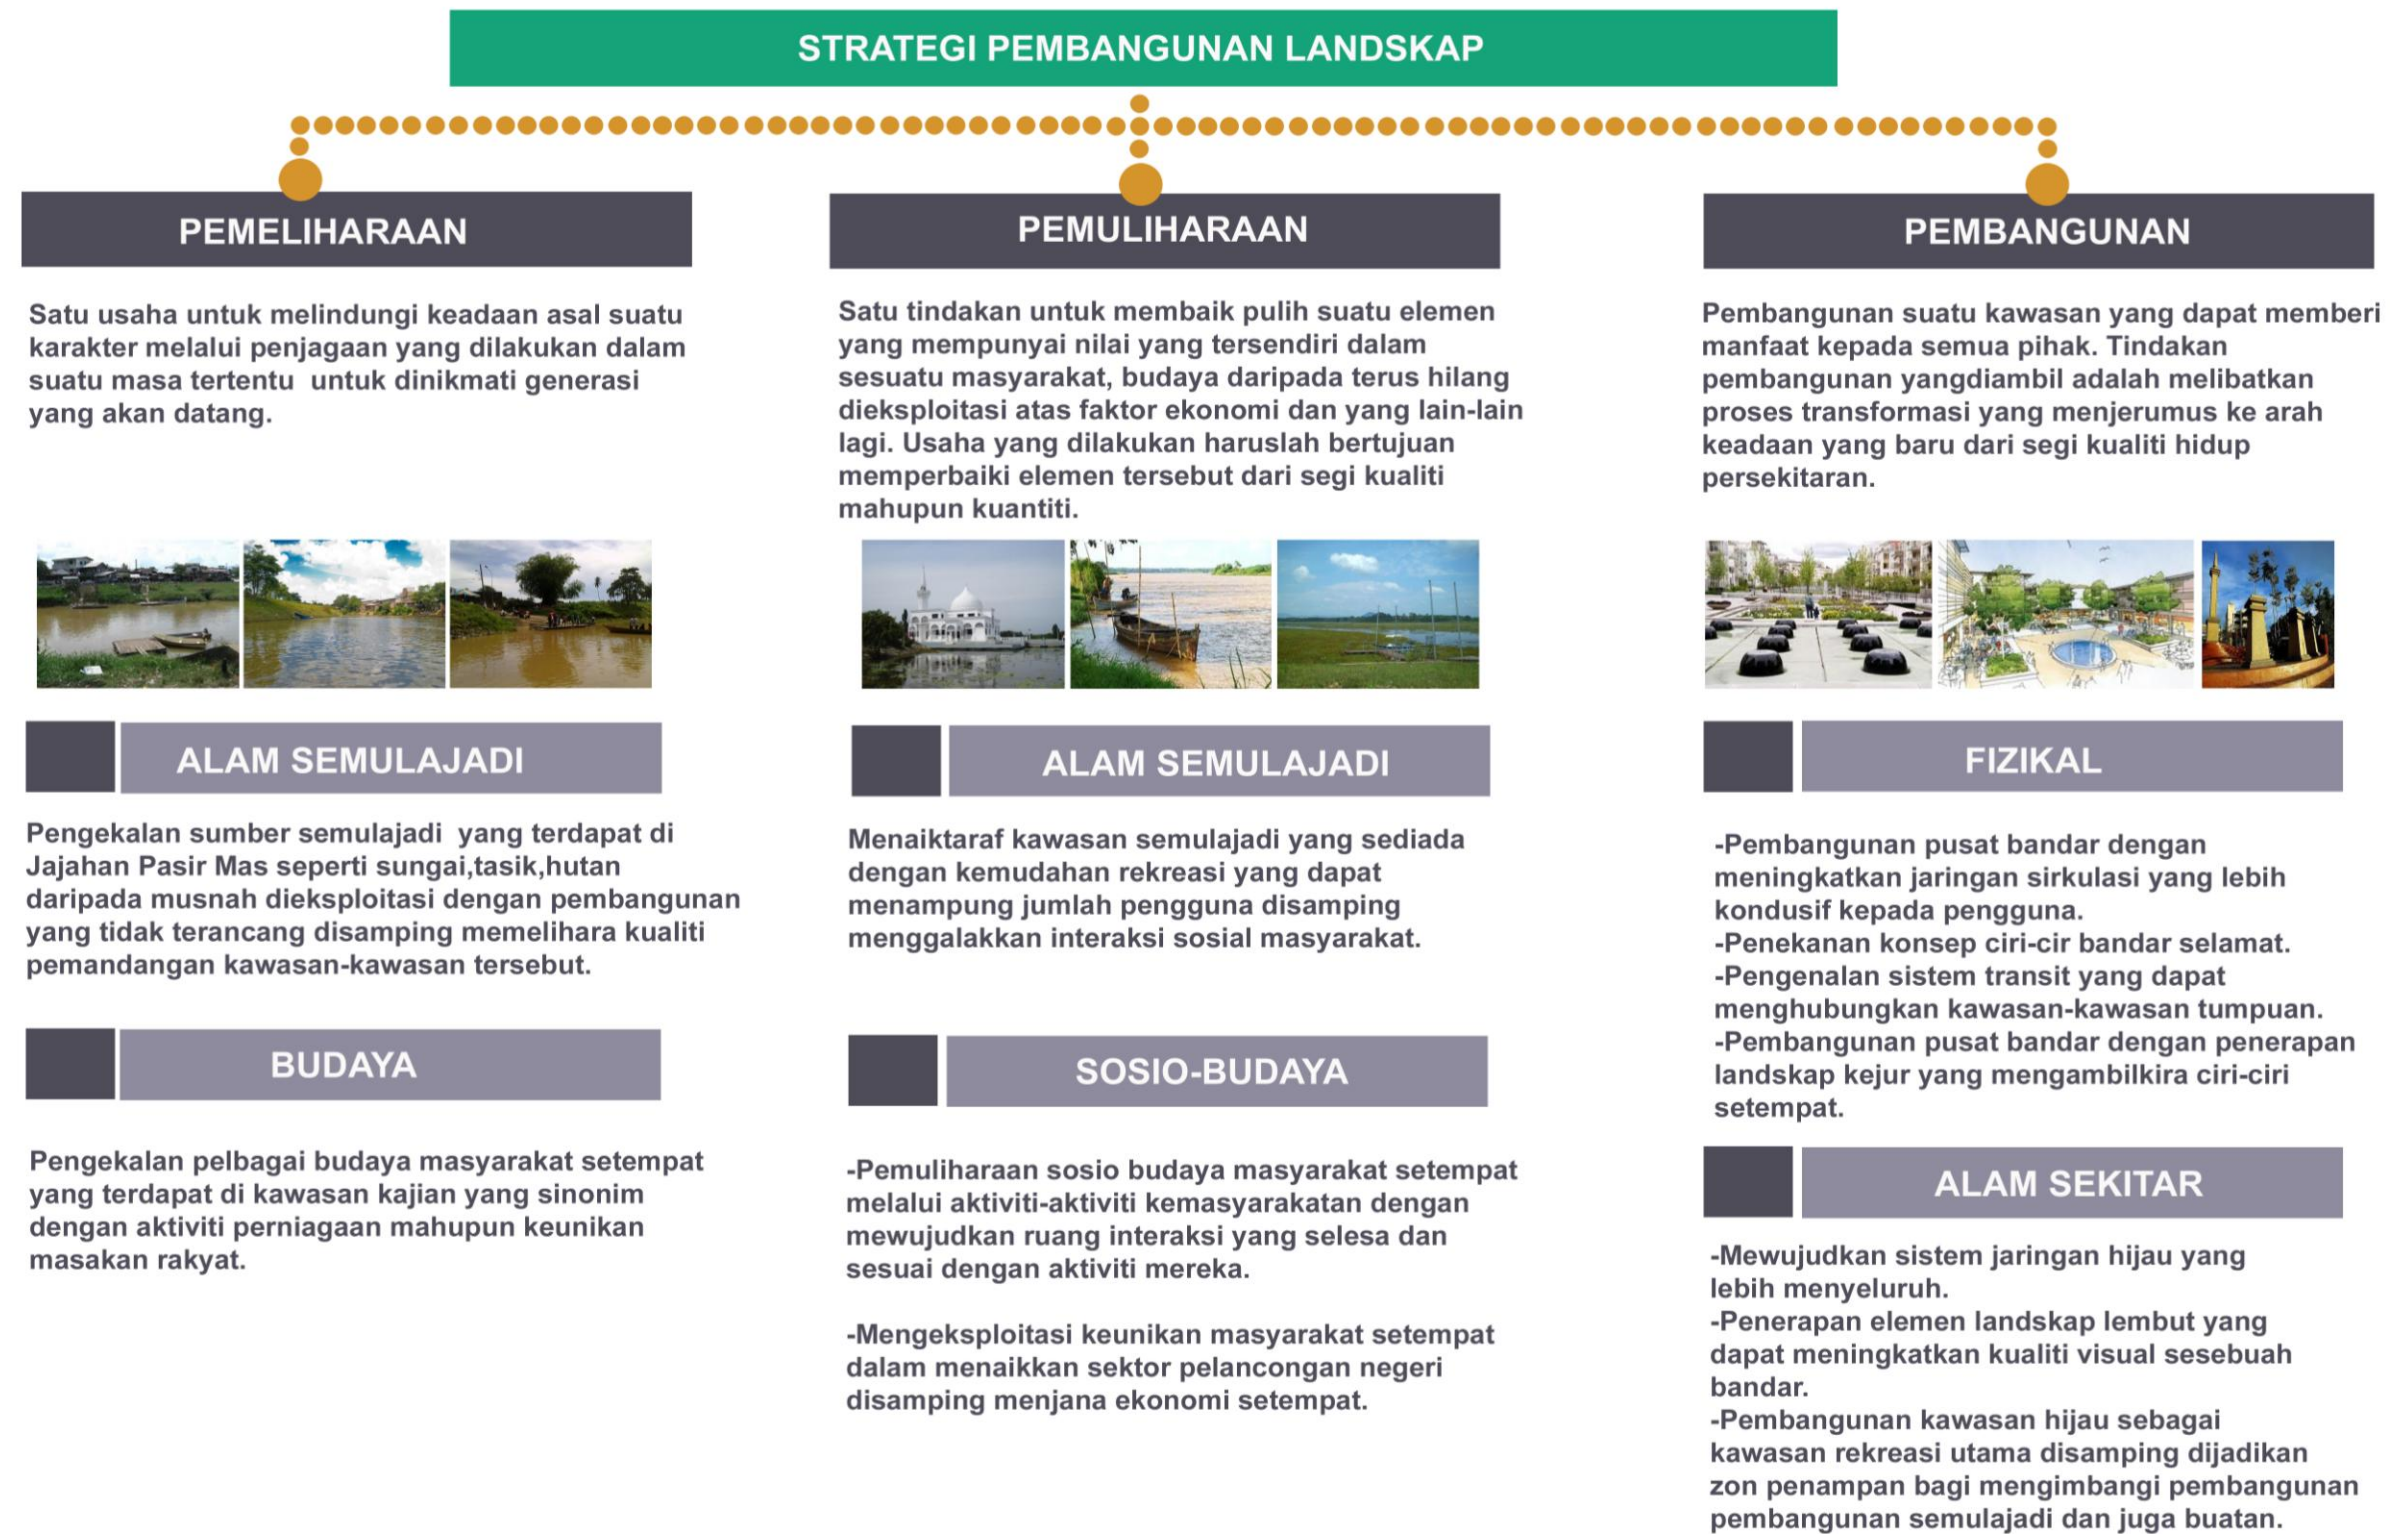 STRATEGI PEMBANGUNAN LANDSKAP
PEMELIHARAAN
Satu usaha untuk melindungi keadaan asal suatu
karakter melalui penjagaan yang dilakukan dalam
suatu masa tertentu untuk dinikmati generasi
yang akan datang.
ALAM SEMULAJADI
Pengekalan sumber semulajadi yang terdapat di
Jajahan Pasir Mas seperti sungai,tasik,hutan
daripada musnah dieksploitasi dengan pembangunan
yang tidak terancang disamping memelihara kualiti
pemandangan kawasan-kawasan tersebut.
BUDAYA
Pengekalan pelbagai budaya masyarakat setempat
yang terdapat di kawasan kajian yang sinonim
dengan aktiviti perniagaan mahupun keunikan
masakan rakyat.
PEMULIHARAAN
Satu tindakan untuk membaik pulih suatu elemen
yang mempunyai nilai yang tersendiri dalam
sesuatu masyarakat, budaya daripada terus hilang
dieksploitasi atas faktor ekonomi dan yang lain-lain
lagi. Usaha yang dilakukan haruslah bertujuan
memperbaiki elemen tersebut dari segi kualiti
mahupun kuantiti.
ALAM SEMULAJADI
Menaiktaraf kawasan semulajadi yang sediada
dengan kemudahan rekreasi yang dapat
menampung jumlah pengguna disamping
menggalakkan interaksi sosial masyarakat.
SOSIO-BUDAYA
-Pemuliharaan sosio budaya masyarakat setempat
melalui aktiviti-aktiviti kemasyarakatan dengan
mewujudkan ruang interaksi yang selesa dan
sesuai dengan aktiviti mereka.
-Mengeksploitasi keunikan masyarakat setempat
dalam menaikkan sektor pelancongan negeri
disamping menjana ekonomi setempat.
PEMBANGUNAN
Pembangunan suatu kawasan yang dapat memberi
manfaat kepada semua pihak. Tindakan
pembangunan yangdiambil adalah melibatkan
proses transformasi yang menjerumus ke arah
keadaan yang baru dari segi kualiti hidup
persekitaran.
FIZIKAL
-Pembangunan pusat bandar dengan
meningkatkan jaringan sirkulasi yang lebih
kondusif kepada pengguna.
-Penekanan konsep ciri-cir bandar selamat.
-Pengenalan sistem transit yang dapat
menghubungkan kawasan-kawasan tumpuan.
-Pembangunan pusat bandar dengan penerapan
landskap kejur yang mengambilkira ciri-ciri
setempat.
ALAM SEKITAR
-Mewujudkan sistem jaringan hijau yang
lebih menyeluruh.
-Penerapan elemen landskap lembut yang
dapat meningkatkan kualiti visual sesebuah
bandar.
-Pembangunan kawasan hijau sebagai
kawasan rekreasi utama disamping dijadikan
zon penampan bagi mengimbangi pembangunan
pembangunan semulajadi dan juga buatan.